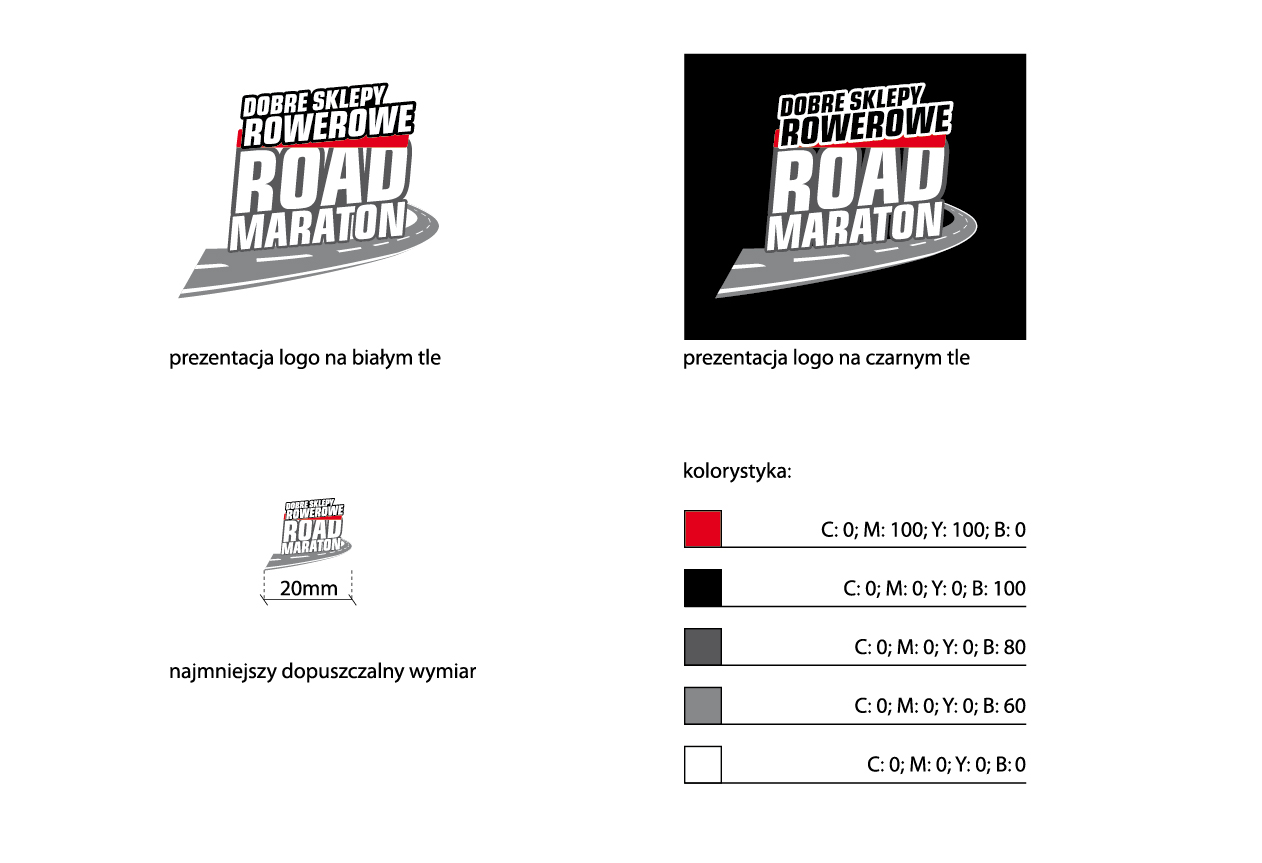 DOBRE SKLEPY
ROWEROWE
ROAD
MARATON
prezentacja logo na białym tle
DOBRE SKLEPY
ROWEROWE
ROAD
MARATON
prezentacja logo na czarnym tle
DOBRE SKLEPY
ROWEROWE
ROAD
MARATON
20mm
najmniejszy dopuszczalny wymiar
kolorystyka:
C: 0; M: 100; Y: 100; B: 0
C: 0; M: 0; Y: 0; B: 100
C: 0; M: 0; Y: 0; B: 80
C: 0; M: 0; Y: 0; B: 60
C: 0; M: 0; Y: 0; B: 0